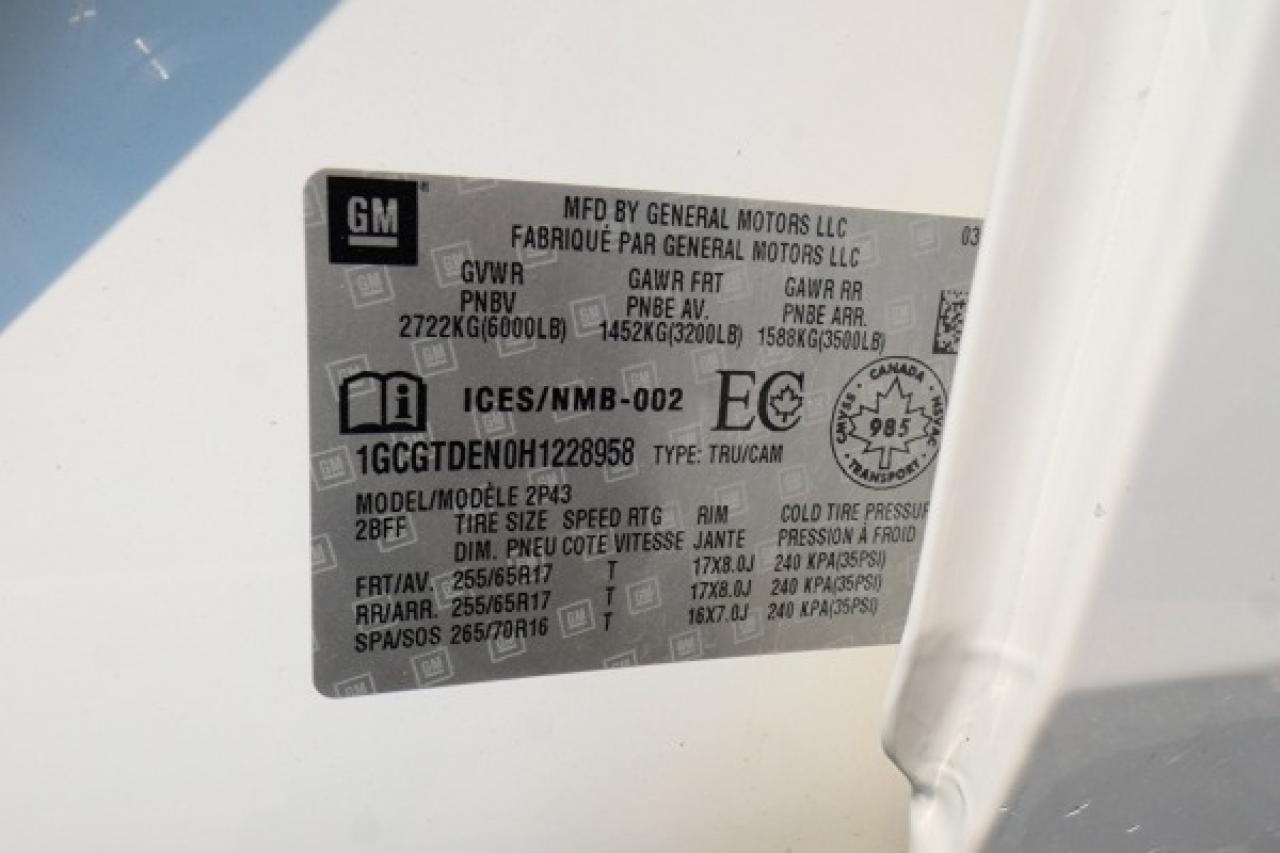 GM
MFD BY GENERAL MOTORS LLC
FABRIQUÉ PAR GENERAL MOTORS LLC
03
GVWR GAWR FRT GAWR RR
PNBV PNBE AV. PNBE ARR.
2722KG(6000LB) 1452KG(3200LB) 1588KG(3500LB)
ICES/NMB-002 EC
CANADA
CMVSS 985 NSVAC
TRANSPORT
1GCGTDEN0H1228958 TYPE: TRU/CAM
MODEL/MODÈLE 2P43
2BFF TIRE SIZE SPEED RTG RIM COLD TIRE PRESSUR
DIM. PNEU COTE VITESSE JANTE PRESSION À FROID
FRT/AV. 255/65R17 T 17X8.0J 240 KPA(35PSI)
RR/ARR. 255/65R17 T 17X8.0J 240 KPA(35PSI)
SPA/SOS 265/70R16 T 16X7.0J 240 KPA(35PSI)